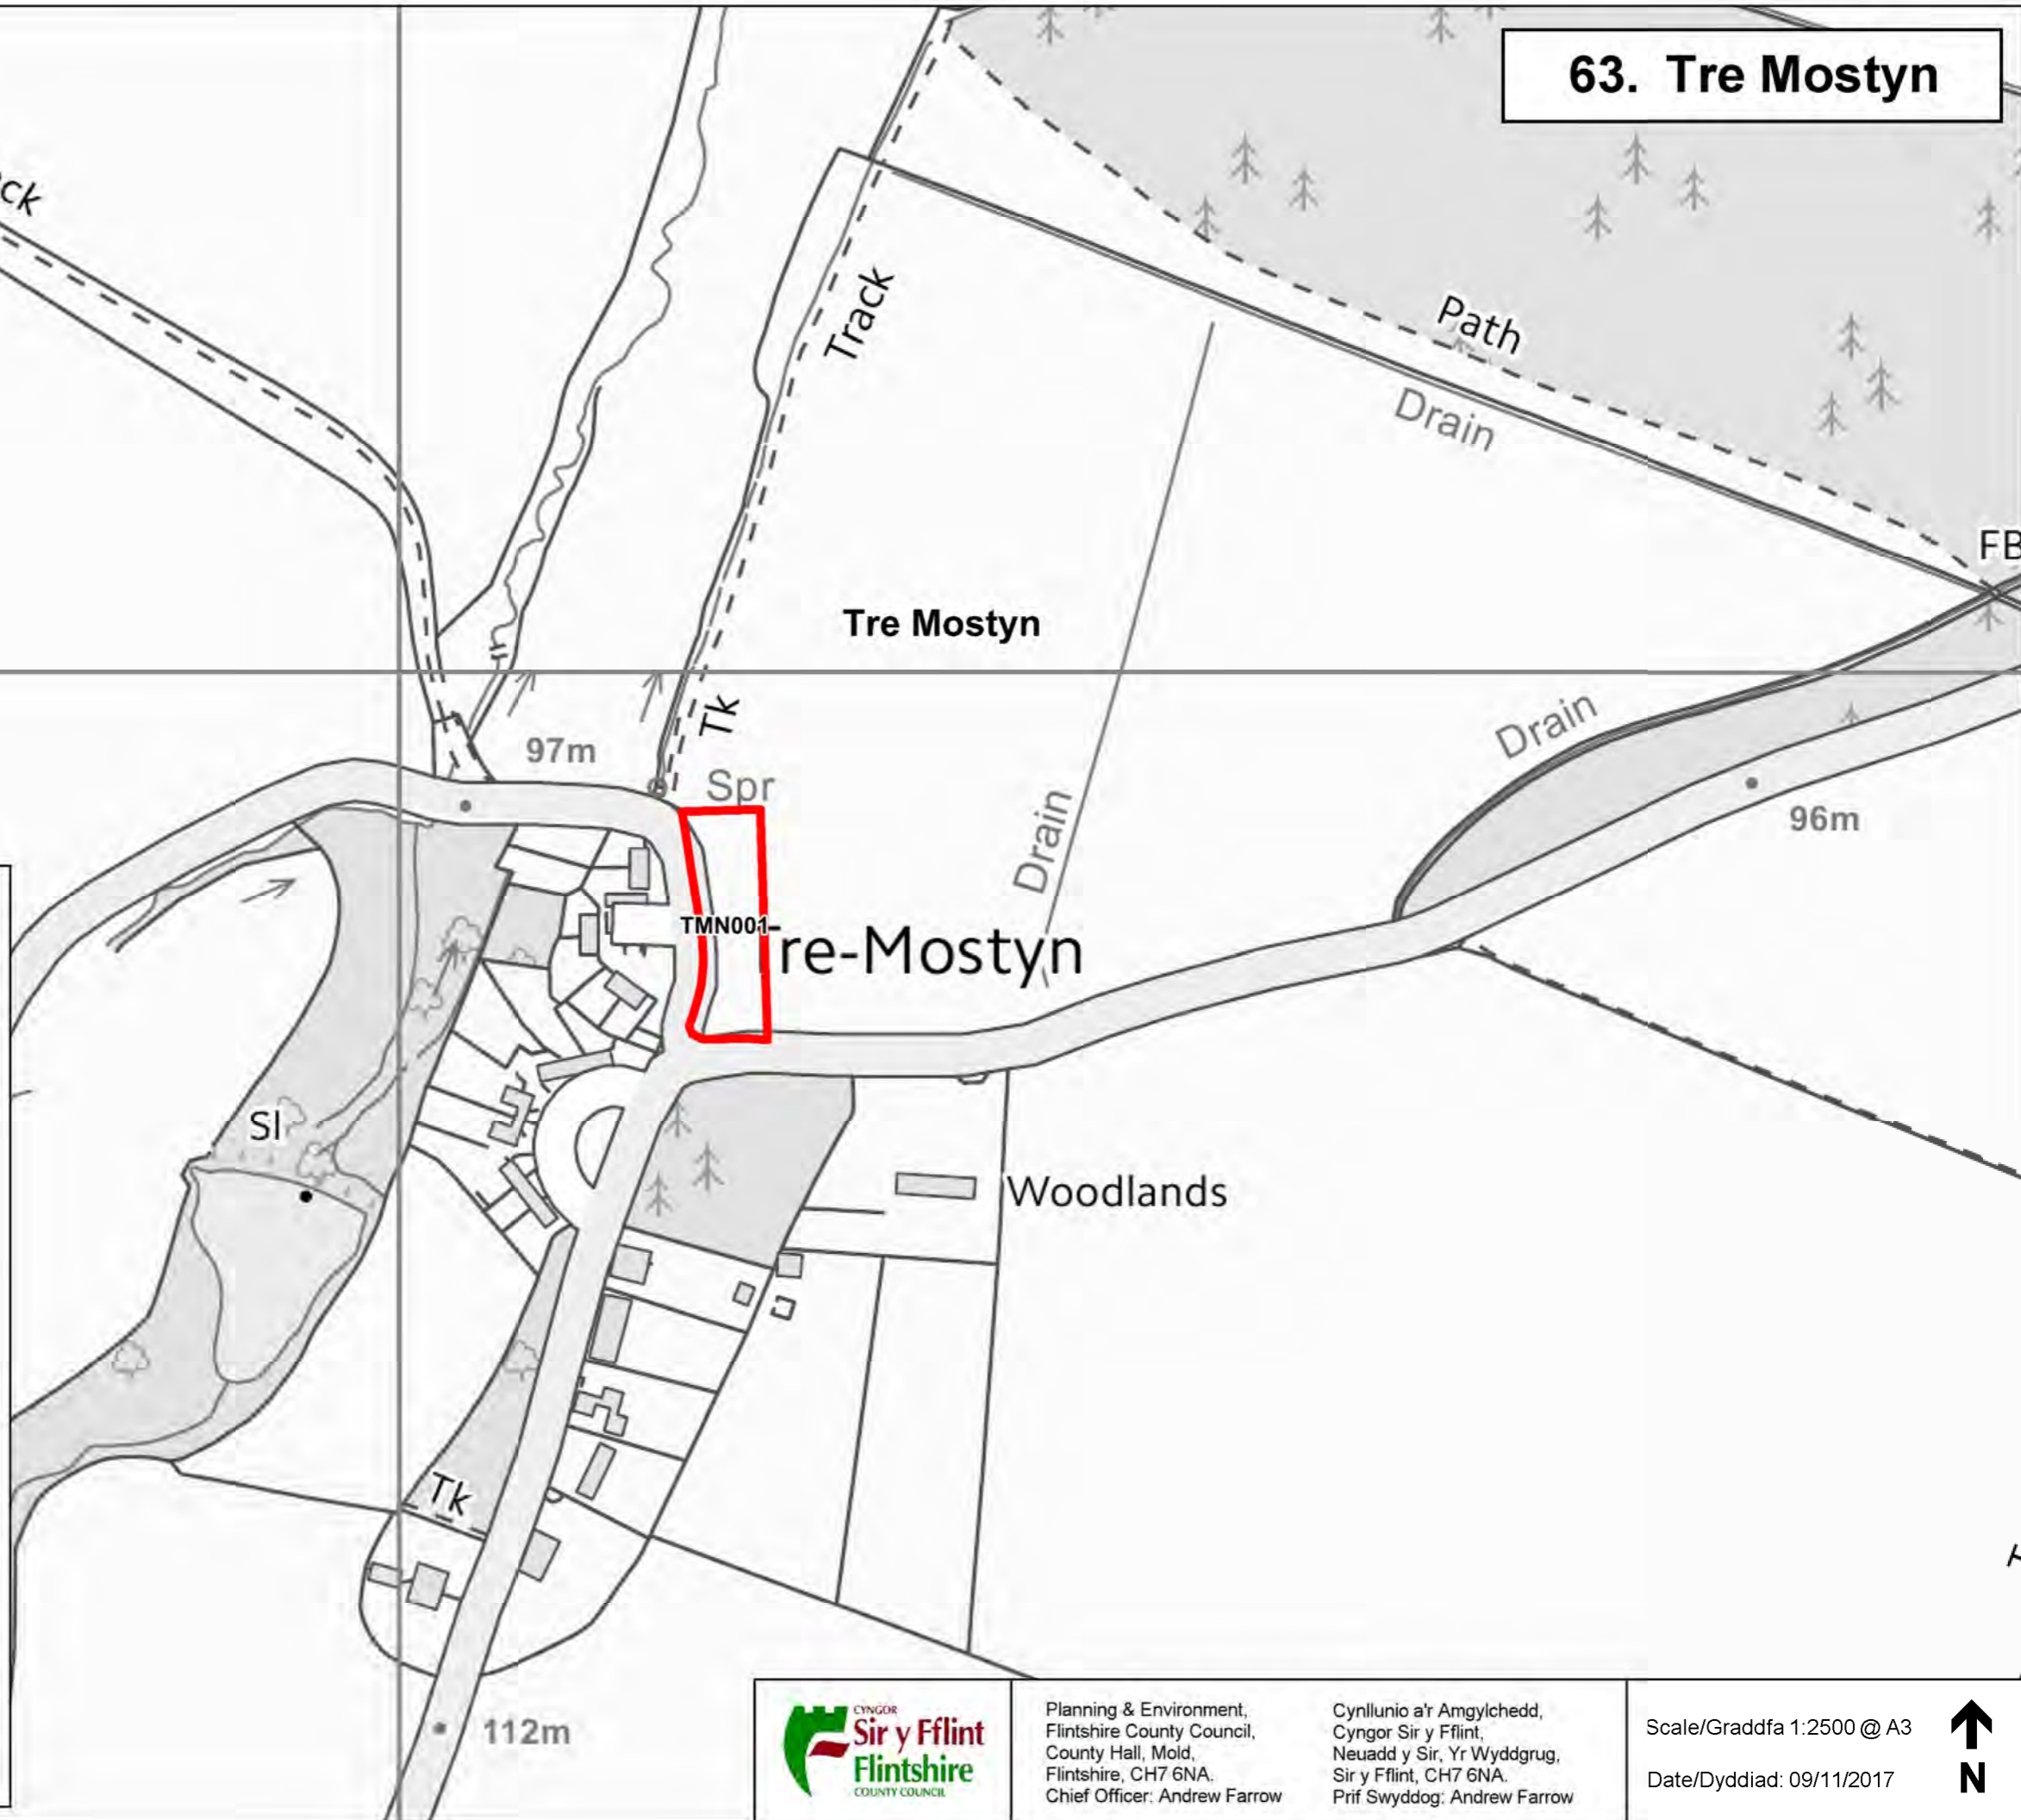 63. Tre Mostyn
ck
Track
Path
Drain
FB
Tre Mostyn
Tk
Drain
97m
Spr
Drain
96m
TMN001
re-Mostyn
Sl
Woodlands
Tk
112m
CYNGOR
Sir y Fflint
Flintshire
COUNTY COUNCIL
Planning & Environment,
Flintshire County Council,
County Hall, Mold,
Flintshire, CH7 6NA.
Chief Officer: Andrew Farrow
Cynllunio a'r Amgylchedd,
Cyngor Sir y Fflint,
Neuadd y Sir, Yr Wyddgrug,
Sir y Fflint, CH7 6NA.
Prif Swyddog: Andrew Farrow
Scale/Graddfa 1:2500 @ A3
Date/Dyddiad: 09/11/2017
N